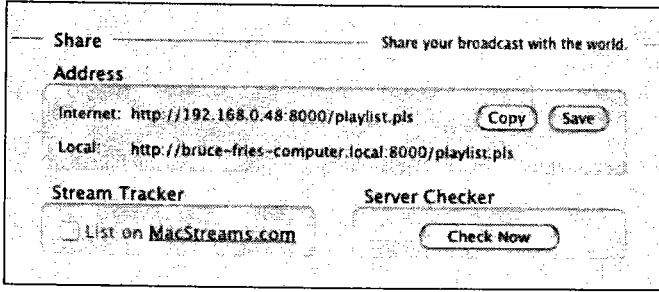 Share Share your broadcast with the world.
Address
Internet: http://192.168.0.48:8000/playlist.pls Copy Save
Local: http://bruce-fries-computer.local:8000/playlist.pls
Stream Tracker Server Checker
List on MacStreams.com Check Now